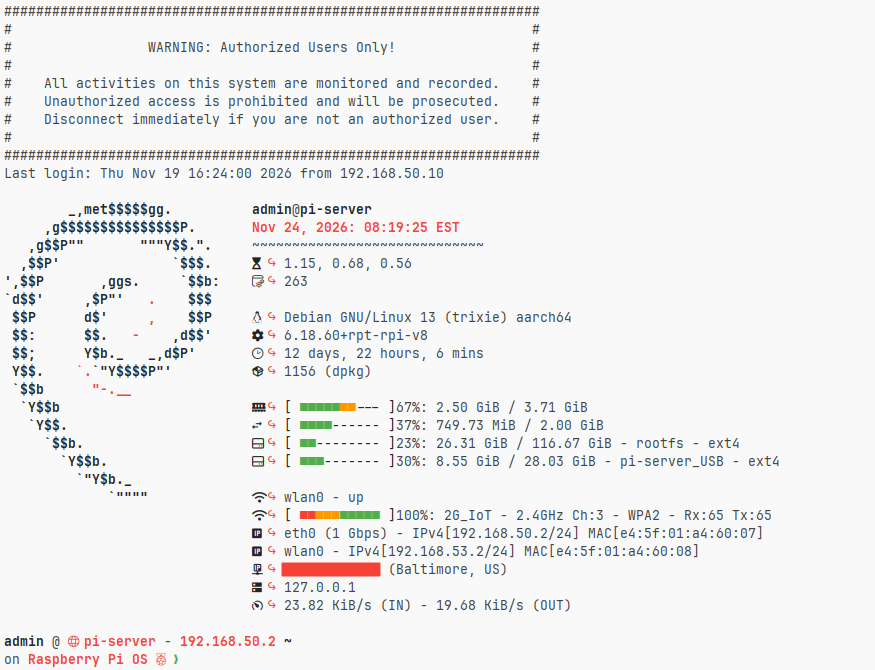 ###################################################################
#                                                                 #
#                 WARNING: Authorized Users Only!                 #
#                                                                 #
#    All activities on this system are monitored and recorded.    #
#    Unauthorized access is prohibited and will be prosecuted.    #
#    Disconnect immediately if you are not an authorized user.    #
#                                                                 #
###################################################################
Last login: Thu Nov 19 16:24:00 2026 from 192.168.50.10
        _,met$$$$$gg.          admin@pi-server
     ,g$$$$$$$$$$$$$$$P.       Nov 24, 2026: 08:19:25 EST
   ,g$$P""       """Y$$.".     ~~~~~~~~~~~~~~~~~~~~~~~~~~~~~
  ,$$P'              `$$$.     1.15, 0.68, 0.56
',$$P       ,ggs.     `$$b:    263
`d$$'     ,$P"'   .    $$$
 $$P      d$'     ,    $$P     Debian GNU/Linux 13 (trixie) aarch64
 $$:      $$.   -    ,d$$'     6.18.60+rpt-rpi-v8
 $$;      Y$b._   _,d$P'       12 days, 22 hours, 6 mins
 Y$$.    `.`"Y$$$$P"'          1156 (dpkg)
 `$$b      "-.__
  `Y$$b                        [ ■■■■■■■--- ]67%: 2.50 GiB / 3.71 GiB
   `Y$$.                       [ ■■■■------ ]37%: 749.73 MiB / 2.00 GiB
     `$$b.                     [ ■■-------- ]23%: 26.31 GiB / 116.67 GiB - rootfs - ext4
       `Y$$b.                  [ ■■■------- ]30%: 8.55 GiB / 28.03 GiB - pi-server_USB - ext4
         `"Y$b._
             `""""             wlan0 - up
[ ■■■■■■■■■■ ]100%: 2G_IoT - 2.4GHz Ch:3 - WPA2 - Rx:65 Tx:65
eth0 (1 Gbps) - IPv4[192.168.50.2/24] MAC[e4:5f:01:a4:60:07]
wlan0 - IPv4[192.168.53.2/24] MAC[e4:5f:01:a4:60:08]
(Baltimore, US)
127.0.0.1
23.82 KiB/s (IN) - 19.68 KiB/s (OUT)
admin @ pi-server - 192.168.50.2 ~
on Raspberry Pi OS ❯